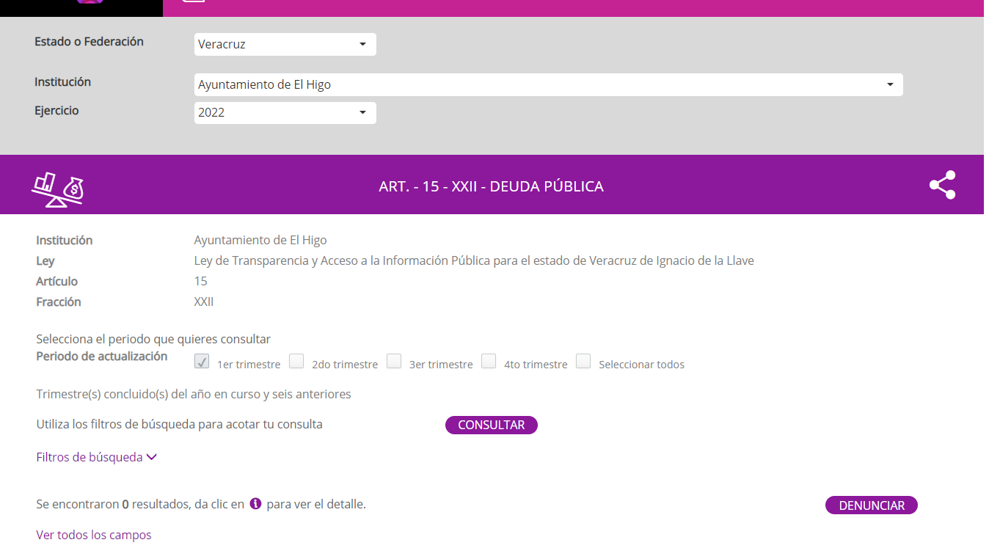 Estado o Federación Veracruz
Institución Ayuntamiento de El Higo
Ejercicio 2022
ART. - 15 - XXII - DEUDA PÚBLICA
Institución Ayuntamiento de El Higo
Ley Ley de Transparencia y Acceso a la Información Pública para el estado de Veracruz de Ignacio de la Llave
Artículo 15
Fracción XXII
Selecciona el periodo que quieres consultar
Periodo de actualización 1er trimestre 2do trimestre 3er trimestre 4to trimestre Seleccionar todos
Trimestre(s) concluido(s) del año en curso y seis anteriores
Utiliza los filtros de búsqueda para acotar tu consulta CONSULTAR
Filtros de búsqueda
Se encontraron 0 resultados, da clic en para ver el detalle. DENUNCIAR
Ver todos los campos